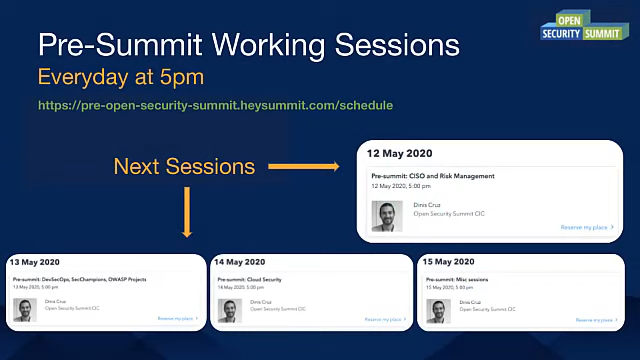 OPEN
SECURITY SUMMIT
Pre-Summit Working Sessions
Everyday at 5pm
https://pre-open-security-summit.heysummit.com/schedule
Next Sessions
12 May 2020
Pre-summit: CISO and Risk Management
12 May 2020, 5:00 pm
Dinis Cruz
Open Security Summit CIC
Reserve my place >
13 May 2020
Pre-summit: DevSecOps, SecChampions, OWASP Projects
13 May 2020, 5:00 pm
Dinis Cruz
Open Security Summit CIC
Reserve my place >
14 May 2020
Pre-summit: Cloud Security
14 May 2020, 5:00 pm
Dinis Cruz
Open Security Summit CIC
Reserve my place >
15 May 2020
Pre-summit: Misc sessions
15 May 2020, 5:00 pm
Dinis Cruz
Open Security Summit CIC
Reserve my place >